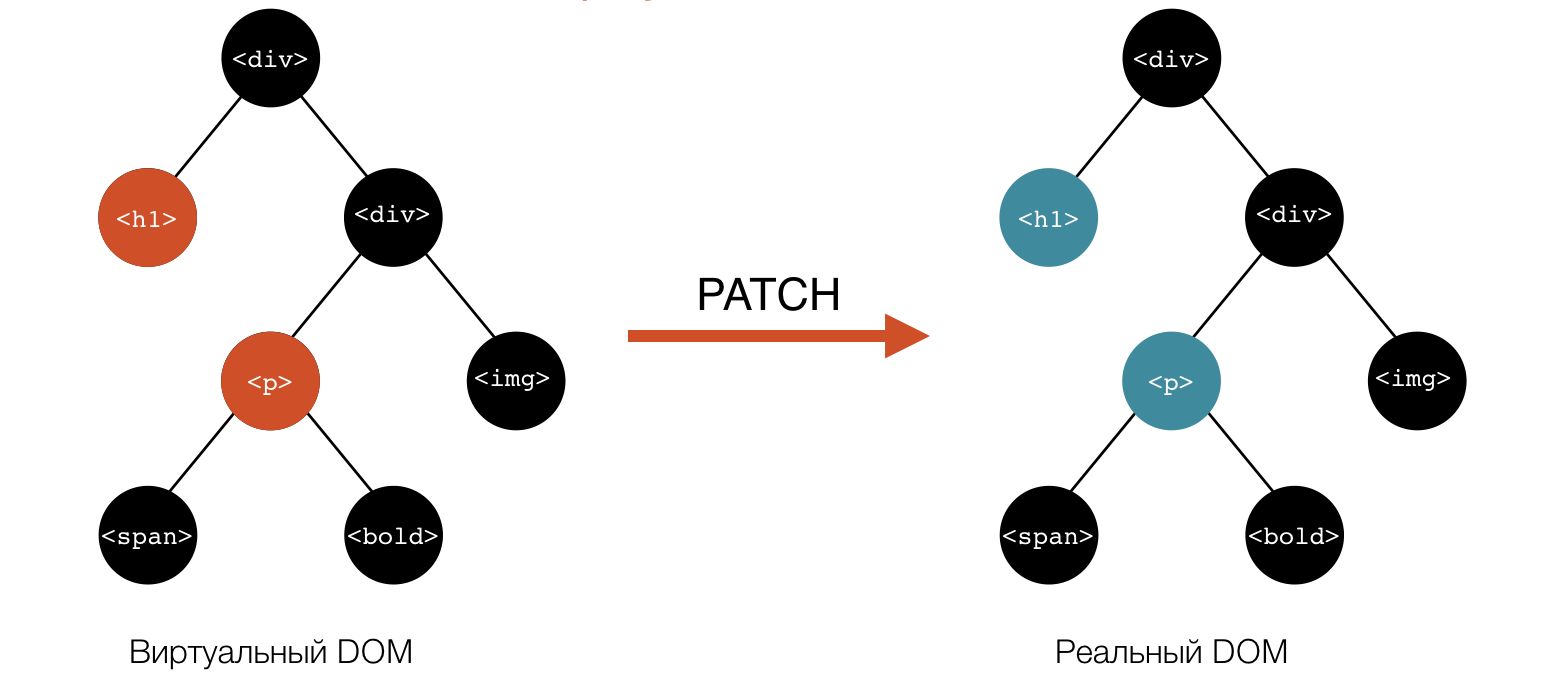 <div>
<h1>
<div>
<p>
<img>
<span>
<bold>
Виртуальный DOM
PATCH
<div>
<h1>
<div>
<p>
<img>
<span>
<bold>
Реальный DOM